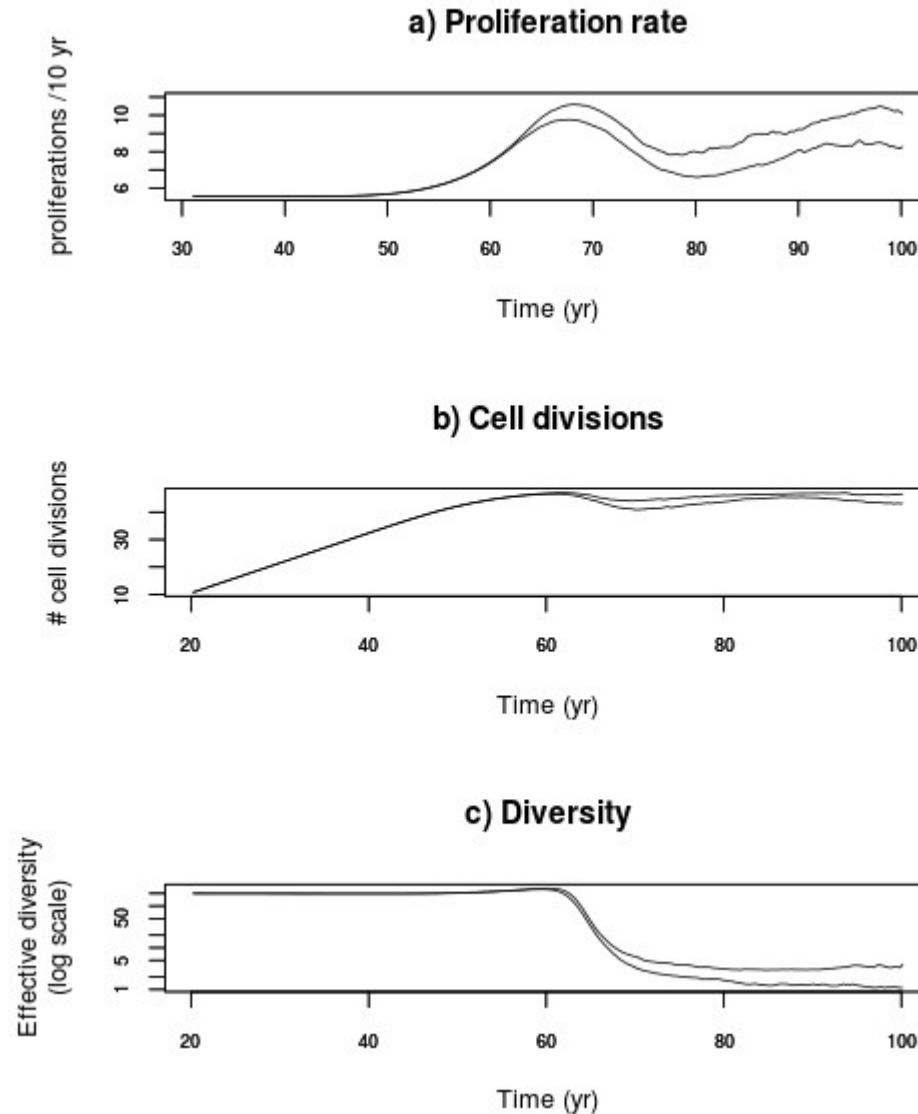 a) Proliferation rate
proliferations /10 yr
10
8
6
30 40 50 60 70 80 90 100
Time (yr)
b) Cell divisions
# cell divisions
30
10
20 40 60 80 100
Time (yr)
c) Diversity
Effective diversity
(log scale)
50
5
1
20 40 60 80 100
Time (yr)